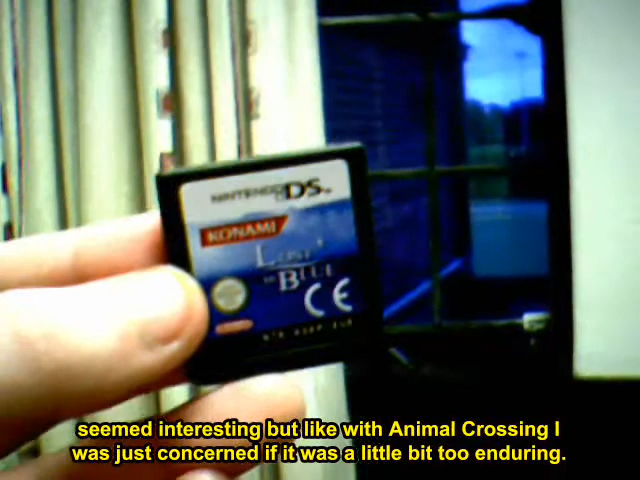 NINTENDO DS
KONAMI
LOST
IN BLUE
CE
seemed interesting but like with Animal Crossing I
was just concerned if it was a little bit too enduring.